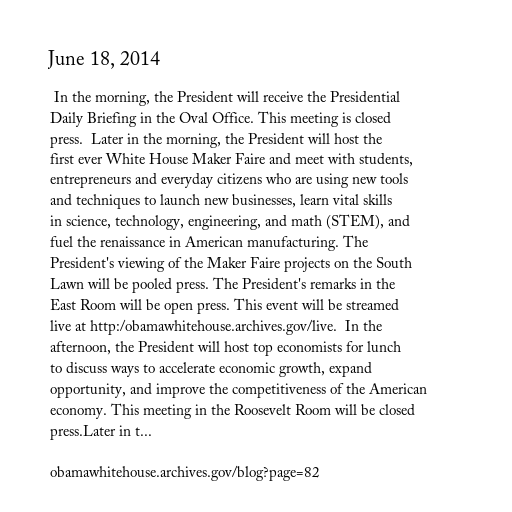 June 18, 2014
In the morning, the President will receive the Presidential
Daily Briefing in the Oval Office. This meeting is closed
press.  Later in the morning, the President will host the
first ever White House Maker Faire and meet with students,
entrepreneurs and everyday citizens who are using new tools
and techniques to launch new businesses, learn vital skills
in science, technology, engineering, and math (STEM), and
fuel the renaissance in American manufacturing. The
President's viewing of the Maker Faire projects on the South
Lawn will be pooled press. The President's remarks in the
East Room will be open press. This event will be streamed
live at http:/obamawhitehouse.archives.gov/live.  In the
afternoon, the President will host top economists for lunch
to discuss ways to accelerate economic growth, expand
opportunity, and improve the competitiveness of the American
economy. This meeting in the Roosevelt Room will be closed
press.Later in t...
obamawhitehouse.archives.gov/blog?page=82